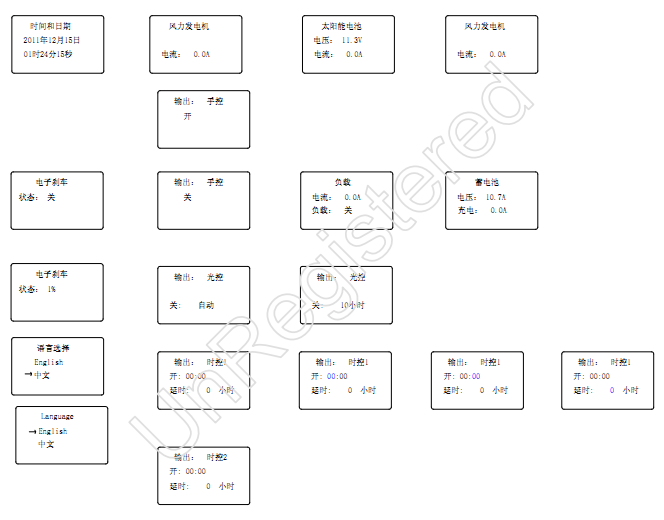 时间和日期
2011年12月15日
01时24分15秒
风力发电机
电流: 0.0A
太阳能电池
电压: 11.3V
电流: 0.0A
风力发电机
电流: 0.0A
输出: 手控
开
电子刹车
状态: 关
输出: 手控
关
负载
电流: 0.0A
负载: 关
蓄电池
电压: 10.7A
充电: 0.0A
电子刹车
状态: 1%
输出: 光控
关: 自动
输出: 光控
关: 10小时
语言选择
English
→中文
输出: 时控1
开: 00:00
延时: 0 小时
输出: 时控1
开: 00:00
延时: 0 小时
输出: 时控1
开: 00:00
延时: 0 小时
输出: 时控1
开: 00:00
延时: 0 小时
Language
→English
中文
输出: 时控2
开: 00:00
延时: 0 小时
UnRegistered